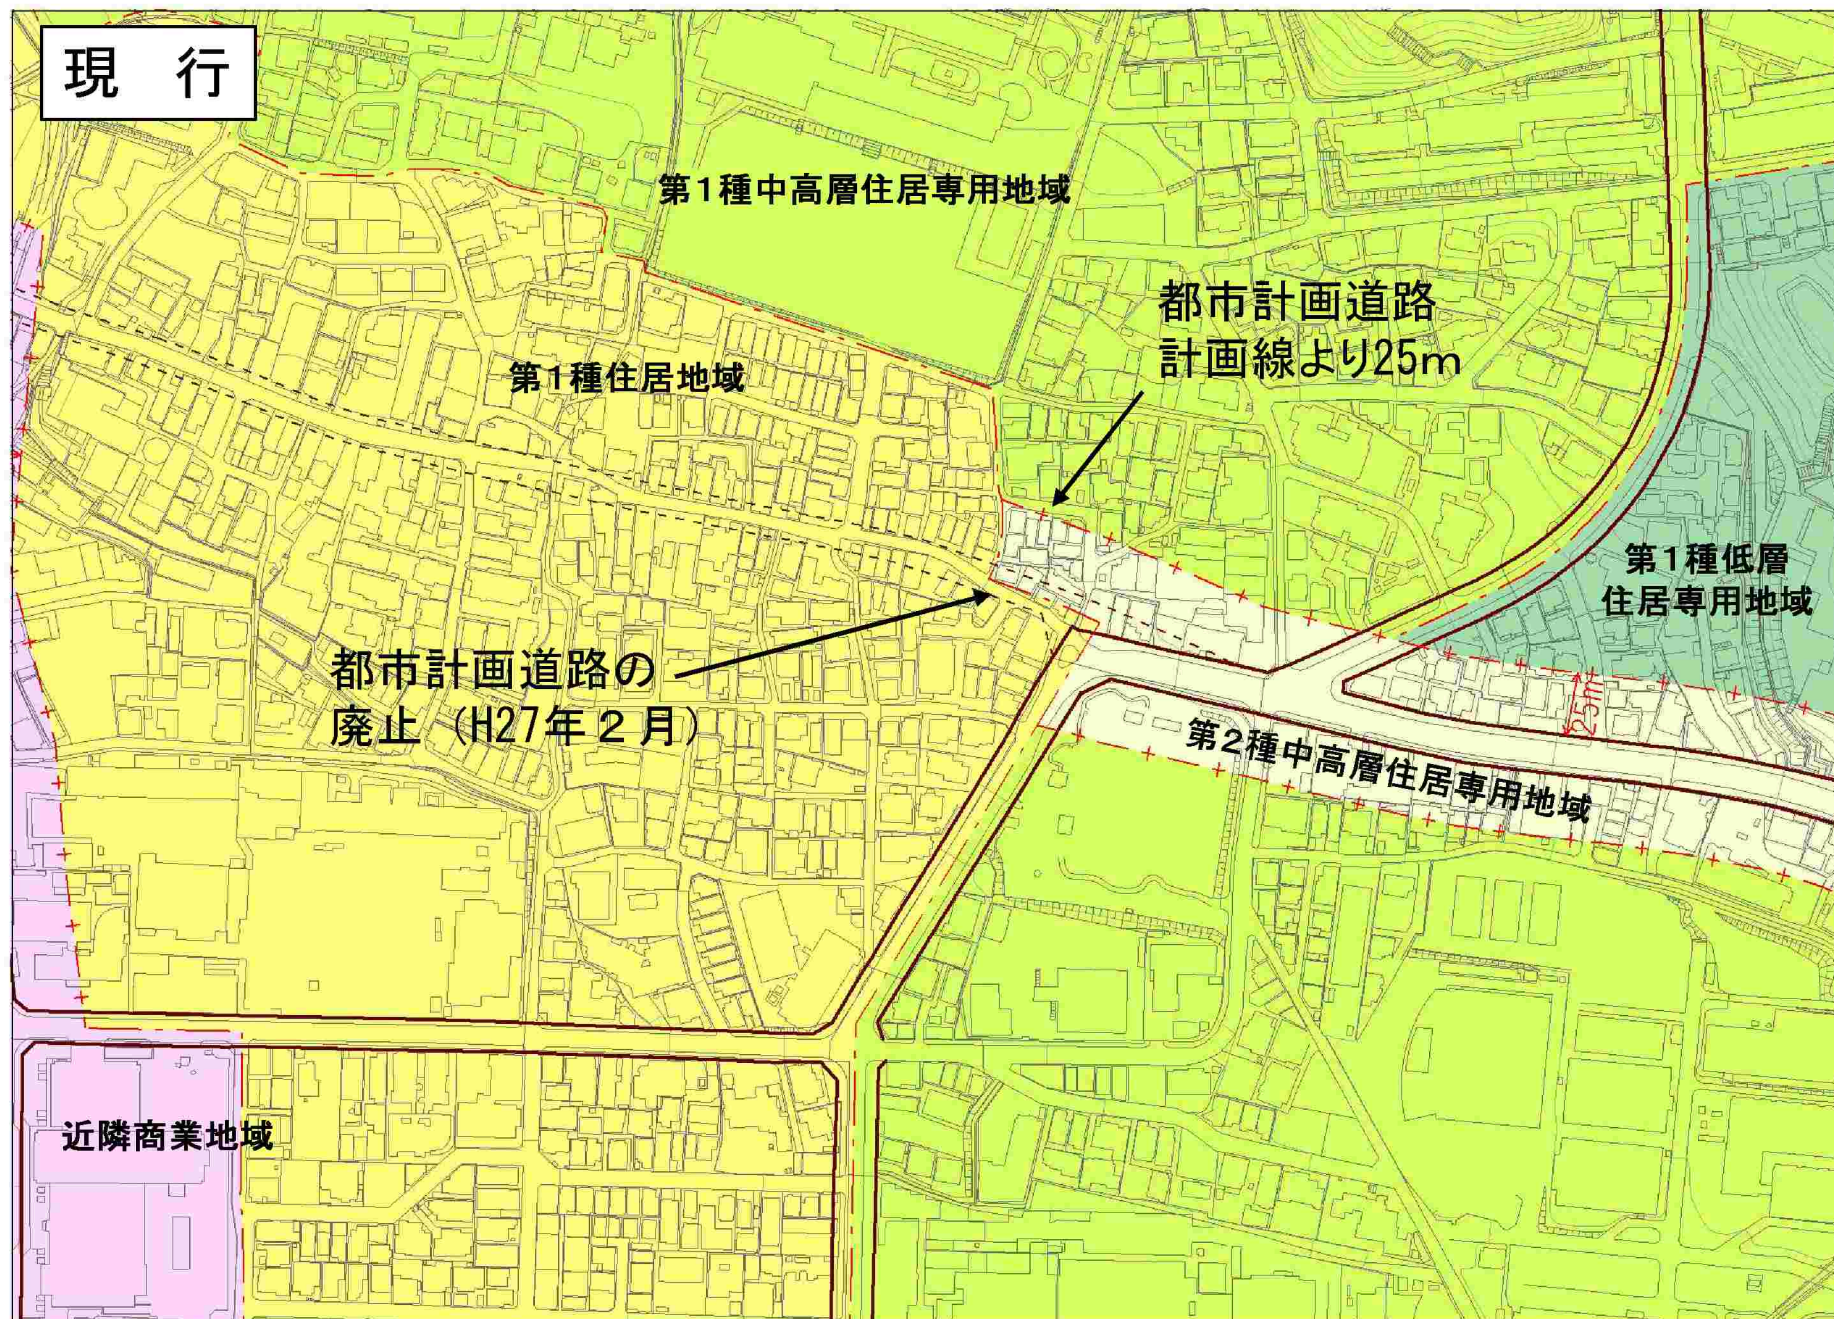 現 行
第1種中高層住居専用地域
都市計画道路
計画線より25m
第1種住居地域
第1種低層
住居専用地域
都市計画道路の
廃止（H27年２月）
25m
第2種中高層住居専用地域
近隣商業地域